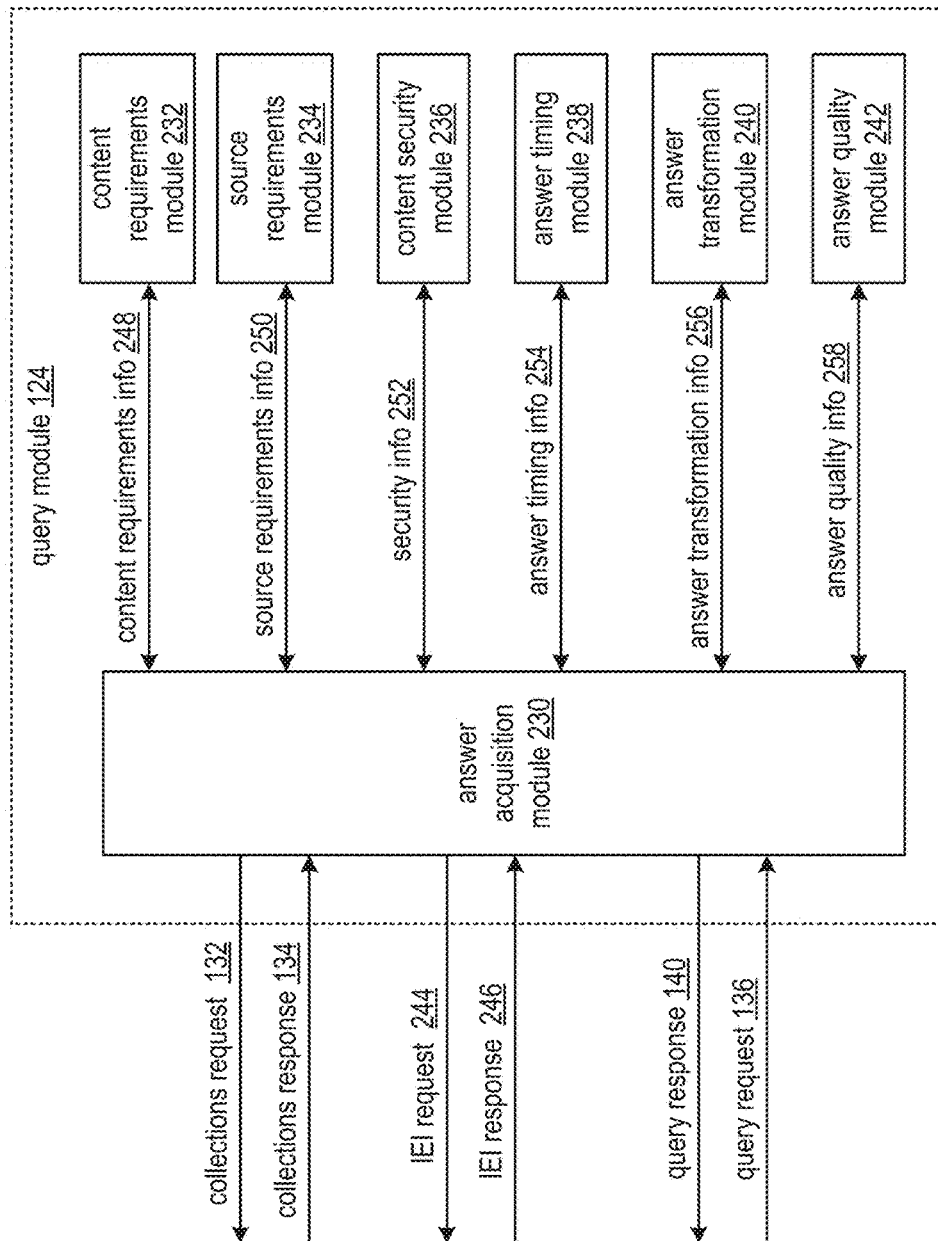 query module 124
content
requirements
module 232
source
requirements
module 234
content security
module 236
answer timing
module 238
answer
transformation
module 240
answer quality
module 242
content requirements info 248
source requirements info 250
security info 252
answer timing info 254
answer transformation info 256
answer quality info 258
answer
acquisition
module 230
collections request 132
collections response 134
IEI request 244
IEI response 246
query response 140
query request 136